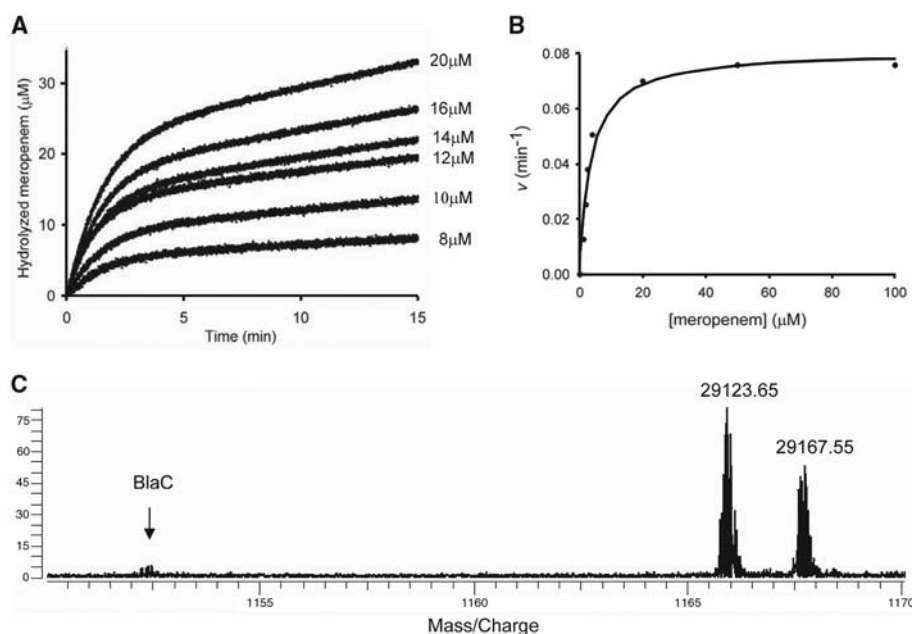 A
Hydrolyzed meropenem (μM)
30
20
10
0
0
5
10
15
Time (min)
20μM
16μM
14μM
12μM
10μM
8μM
B
v (min⁻¹)
0.08
0.06
0.04
0.02
0.00
0
20
40
60
80
100
[meropenem] (μM)
C
75
60
45
30
15
0
BlaC
29123.65
29167.55
1155
1160
1165
1170
Mass/Charge